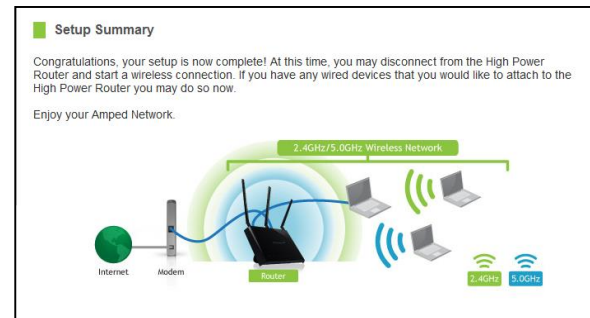 Setup Summary
Congratulations, your setup is now complete! At this time, you may disconnect from the High Power
Router and start a wireless connection. If you have any wired devices that you would like to attach to the
High Power Router you may do so now.
Enjoy your Amped Network.
2.4GHz/5.0GHz Wireless Network
Internet
Modem
Router
2.4GHz
5.0GHz